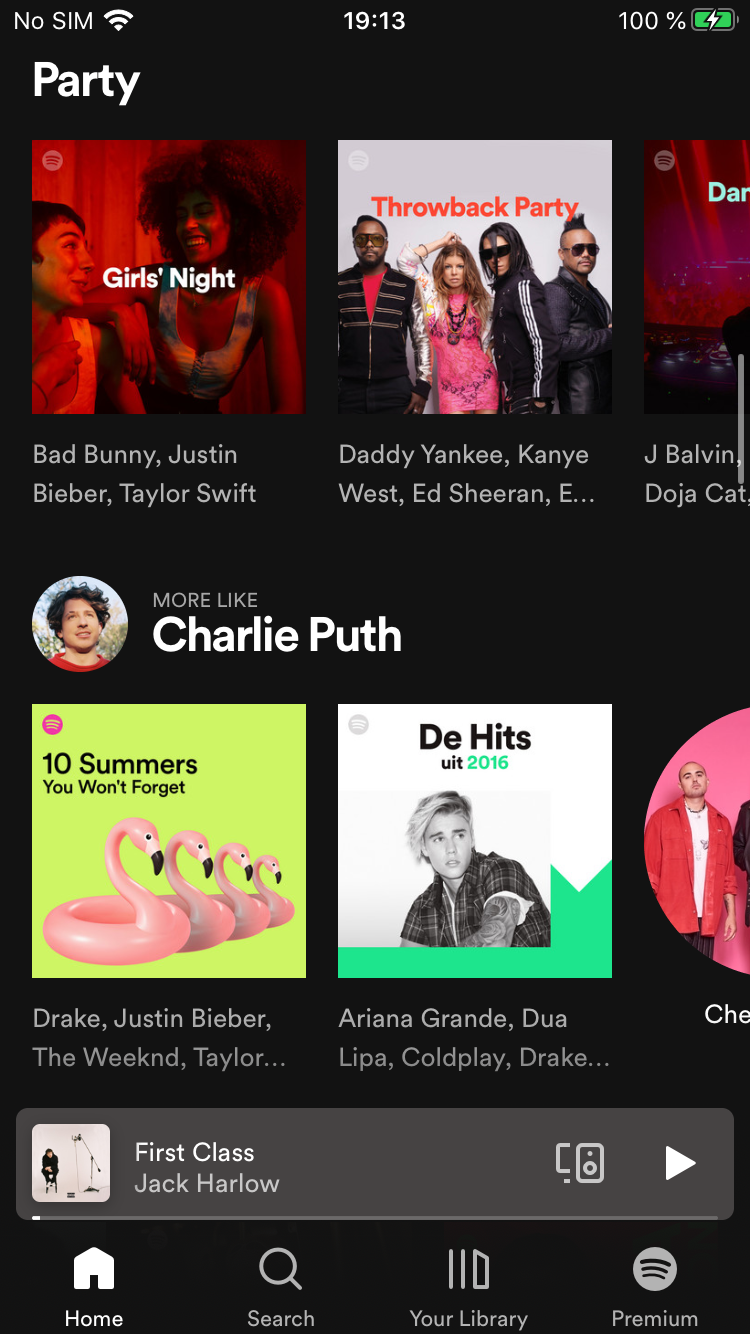 No SIM 19:13 100 %
Party
Girls' Night
Throwback Party
Dar
Bad Bunny, Justin
Bieber, Taylor Swift
Daddy Yankee, Kanye
West, Ed Sheeran, E...
J Balvin,
Doja Cat,
MORE LIKE
Charlie Puth
10 Summers
You Won't Forget
De Hits
uit 2016
Drake, Justin Bieber,
The Weeknd, Taylor...
Ariana Grande, Dua
Lipa, Coldplay, Drake...
Che
First Class
Jack Harlow
Home Search Your Library Premium